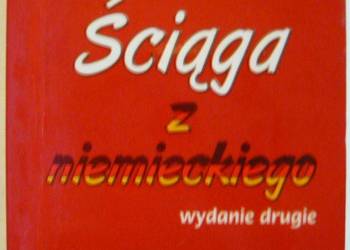 Ściąga
z
niemieckiego
wydanie drugie